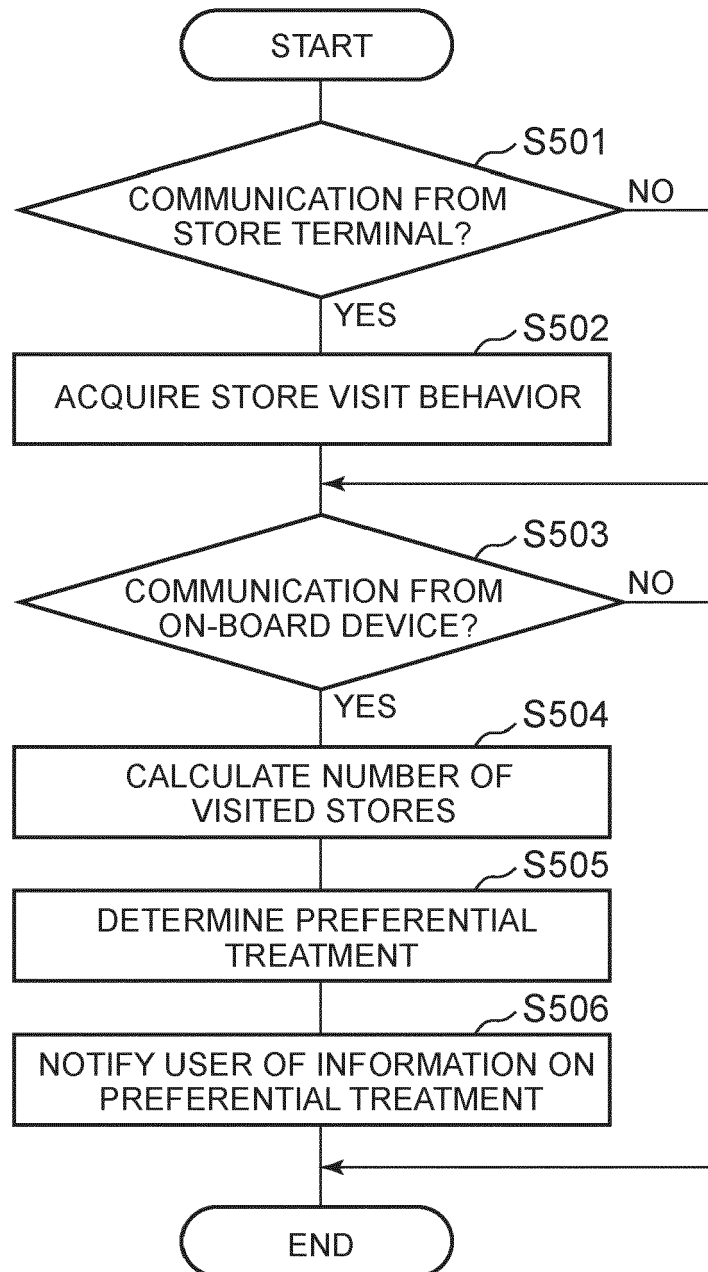 START
S501
COMMUNICATION FROM
STORE TERMINAL?
NO
YES
S502
ACQUIRE STORE VISIT BEHAVIOR
S503
COMMUNICATION FROM
ON-BOARD DEVICE?
NO
YES
S504
CALCULATE NUMBER OF
VISITED STORES
S505
DETERMINE PREFERENTIAL
TREATMENT
S506
NOTIFY USER OF INFORMATION ON
PREFERENTIAL TREATMENT
END